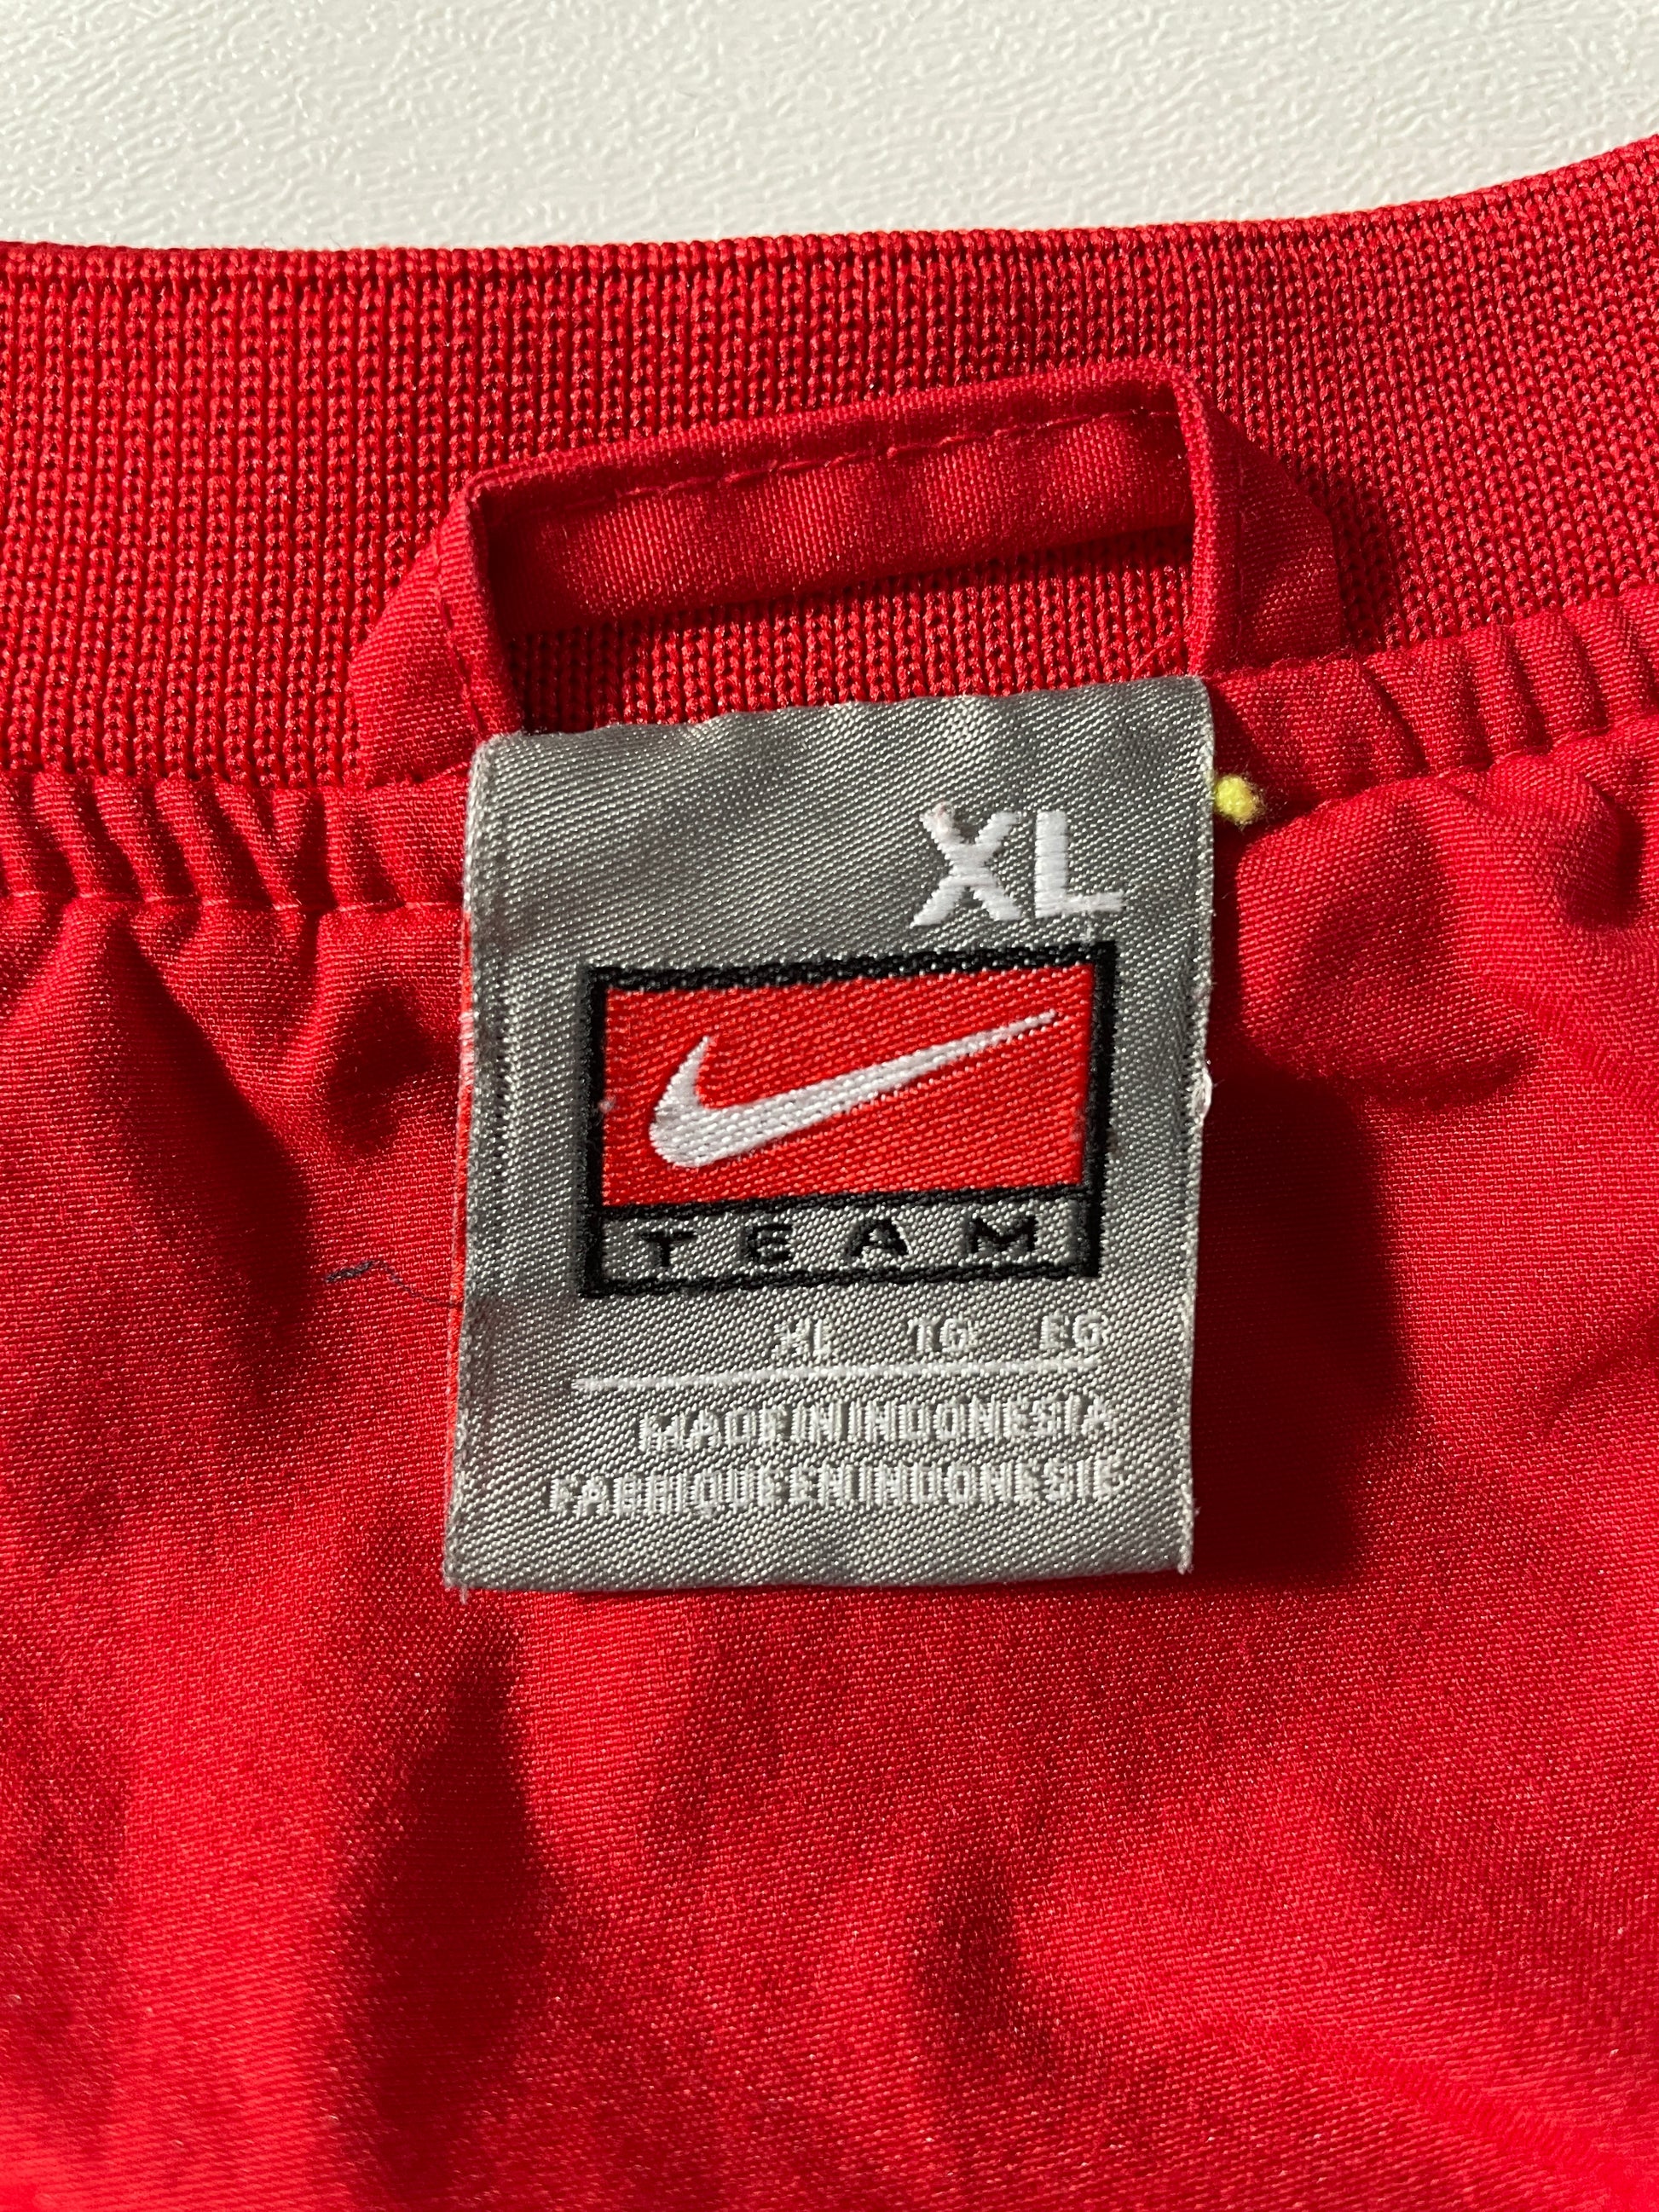 XL
TEAM
XL TG EG
MADE IN INDONESIA
FABRIQUE EN INDONESIE